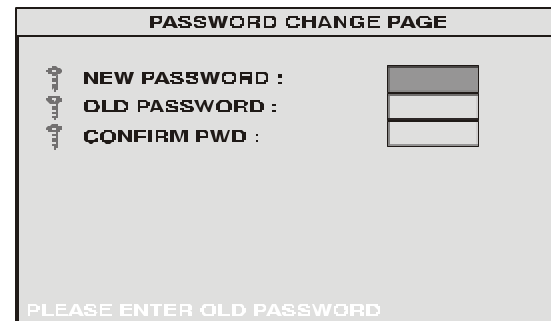 PASSWORD CHANGE PAGE
NEW PASSWORD :
OLD PASSWORD :
CONFIRM PWD :
PLEASE ENTER OLD PASSWORD